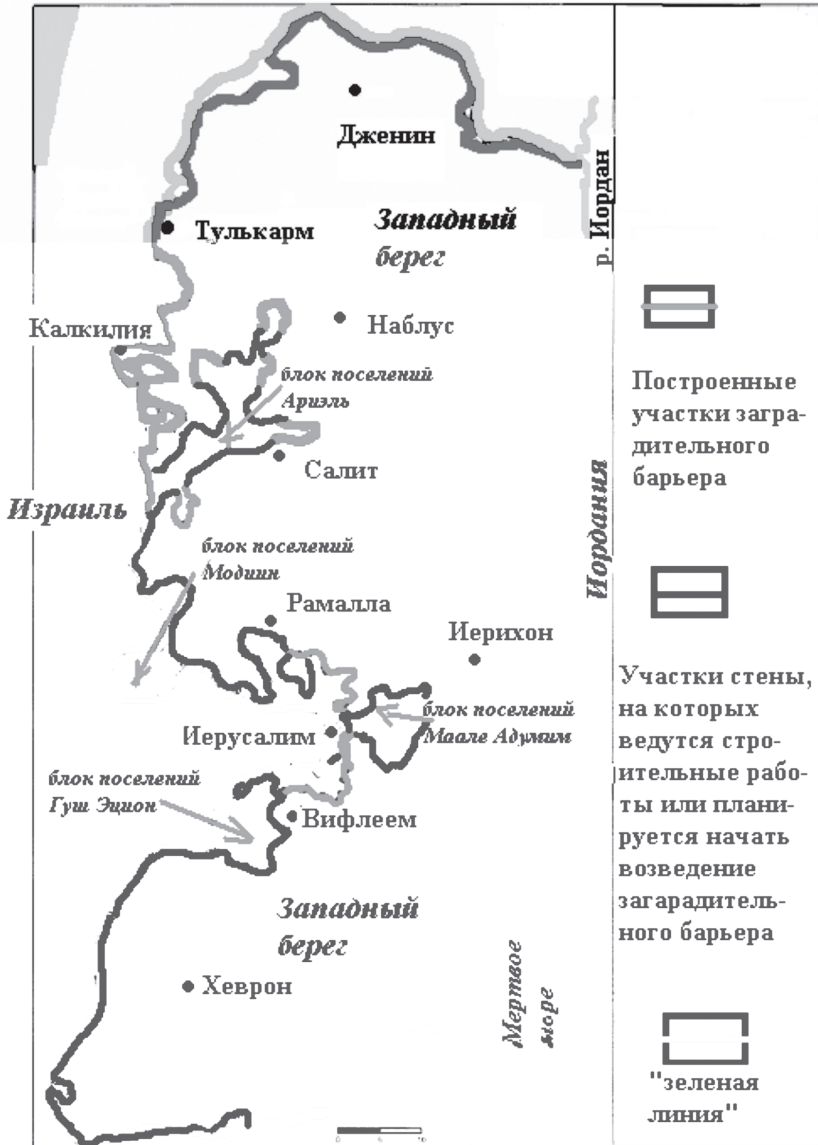 Дженин
Западный
берег
Тулькарм
р. Иордан
Калкилия
Наблус
блок поселений
Ариэль
Салит
Израиль
блок поселений
Модиин
Рамалла
Иерихон
Иордания
блок поселений
Маале Адумим
Иерусалим
блок поселений
Гуш Эцион
Вифлеем
Западный
берег
Хеврон
Мертвое
море
Построенные
участки загра-
дительного
барьера
Участки стены,
на которых
ведутся стро-
ительные рабо-
ты или плани-
руется начать
возведение
загарадитель-
ного барьера
"зеленая
линия"